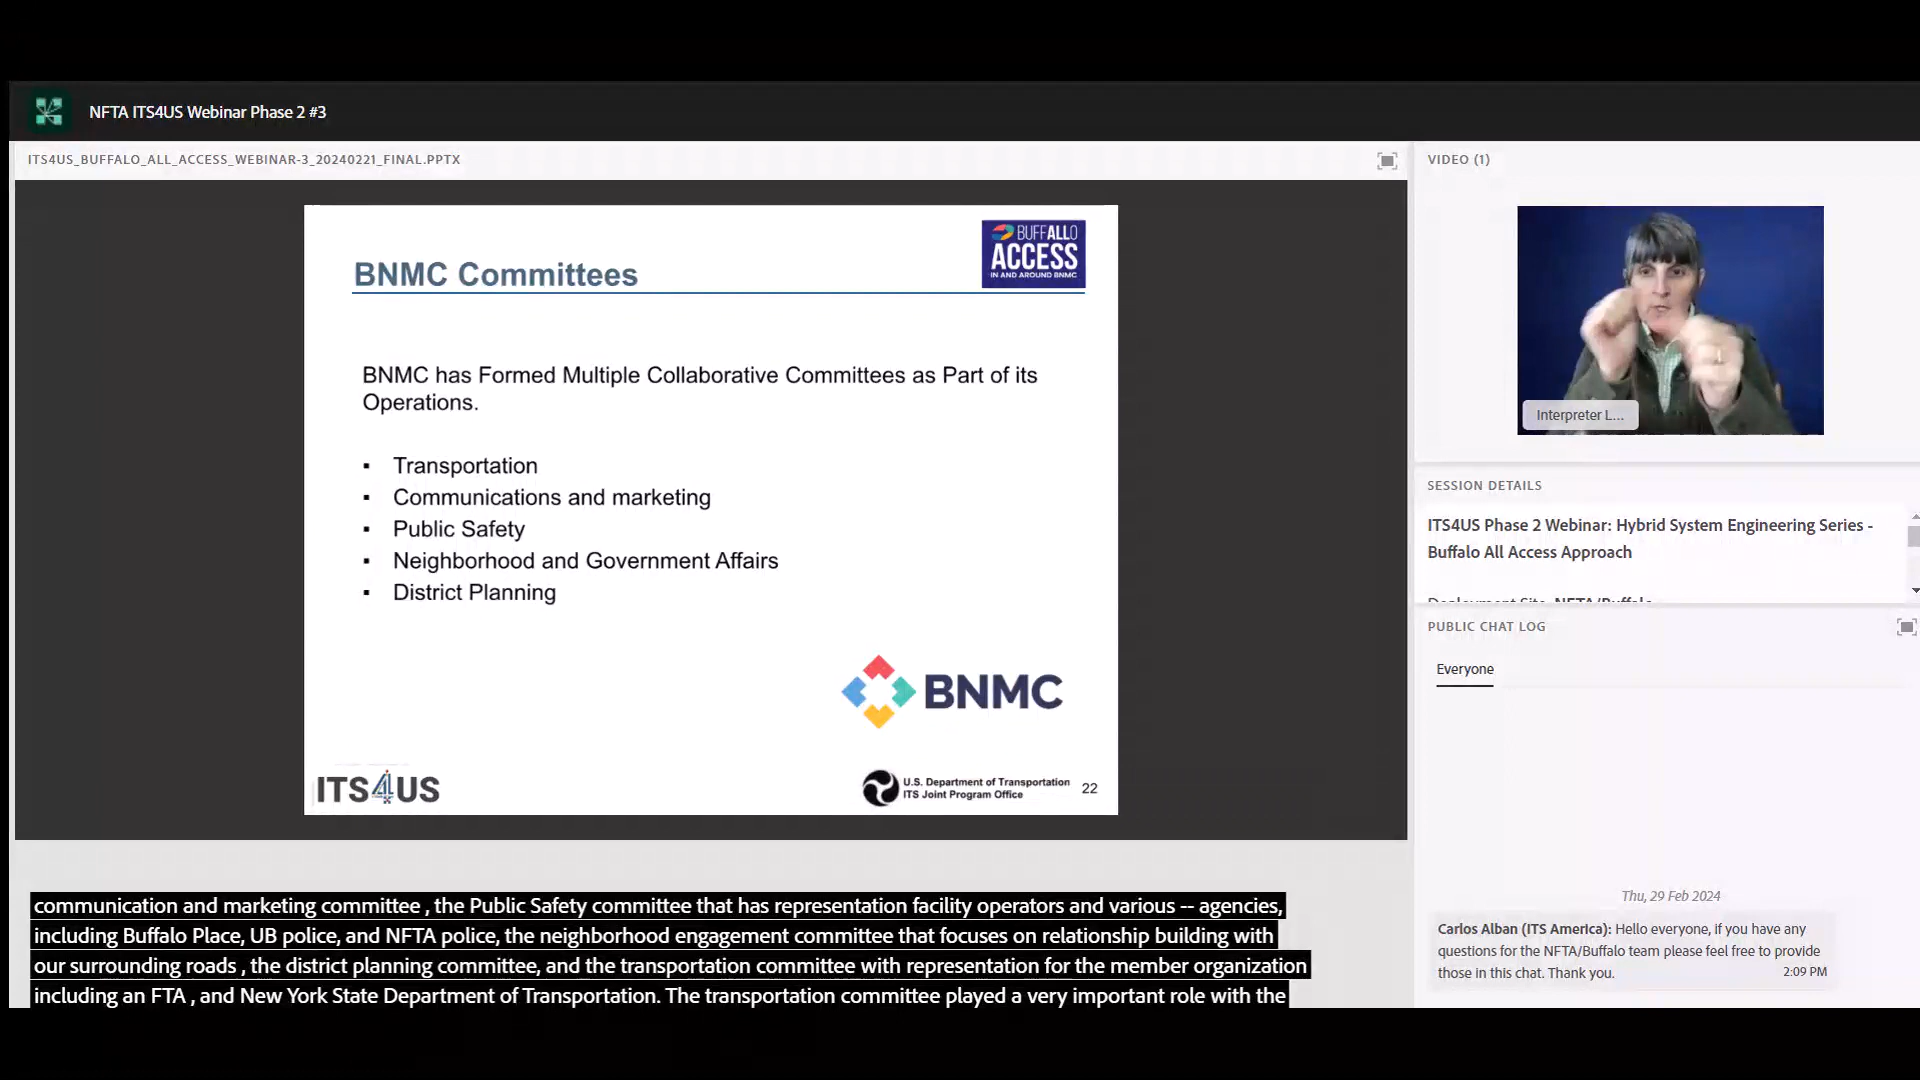 NFTA ITS4US Webinar Phase 2 #3
ITS4US_BUFFALO_ALL_ACCESS_WEBINAR-3_20240221_FINAL.PPTX
BUFFALLO
ACCESS
IN AND AROUND BNMC
BNMC Committees
BNMC has Formed Multiple Collaborative Committees as Part of its
Operations.
▪ Transportation
▪ Communications and marketing
▪ Public Safety
▪ Neighborhood and Government Affairs
▪ District Planning
BNMC
ITS4US
U.S. Department of Transportation
ITS Joint Program Office
22
communication and marketing committee , the Public Safety committee that has representation facility operators and various -- agencies,
including Buffalo Place, UB police, and NFTA police, the neighborhood engagement committee that focuses on relationship building with
our surrounding roads , the district planning committee, and the transportation committee with representation for the member organization
including an FTA , and New York State Department of Transportation. The transportation committee played a very important role with the
VIDEO (1)
Interpreter L...
SESSION DETAILS
ITS4US Phase 2 Webinar: Hybrid System Engineering Series -
Buffalo All Access Approach
Deployment Site: NFTA/Buffalo
PUBLIC CHAT LOG
Everyone
Thu, 29 Feb 2024
Carlos Alban (ITS America): Hello everyone, if you have any
questions for the NFTA/Buffalo team please feel free to provide
those in this chat. Thank you. 2:09 PM